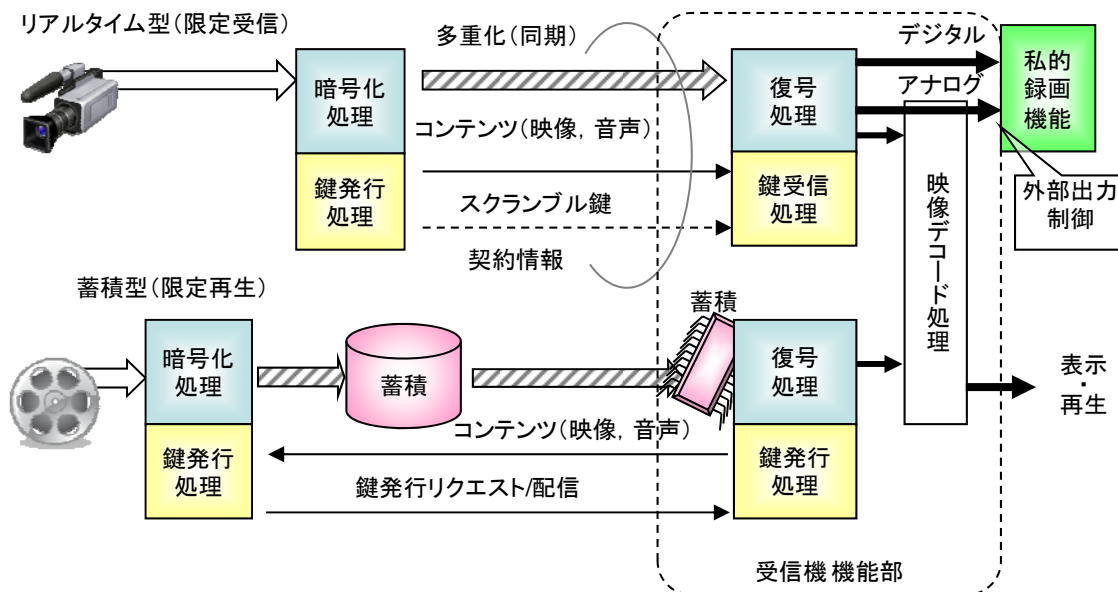 リアルタイム型(限定受信)
多重化(同期)
デジタル
アナログ
私的
録画
機能
暗号化
処理
復号
処理
コンテンツ(映像, 音声)
鍵発行
処理
鍵受信
処理
スクランブル鍵
契約情報
外部出力
制御
映像デコード処理
蓄積型(限定再生)
蓄積
暗号化
処理
蓄積
復号
処理
表示
・
再生
コンテンツ(映像, 音声)
鍵発行
処理
鍵発行
処理
鍵発行リクエスト/配信
受信機 機能部